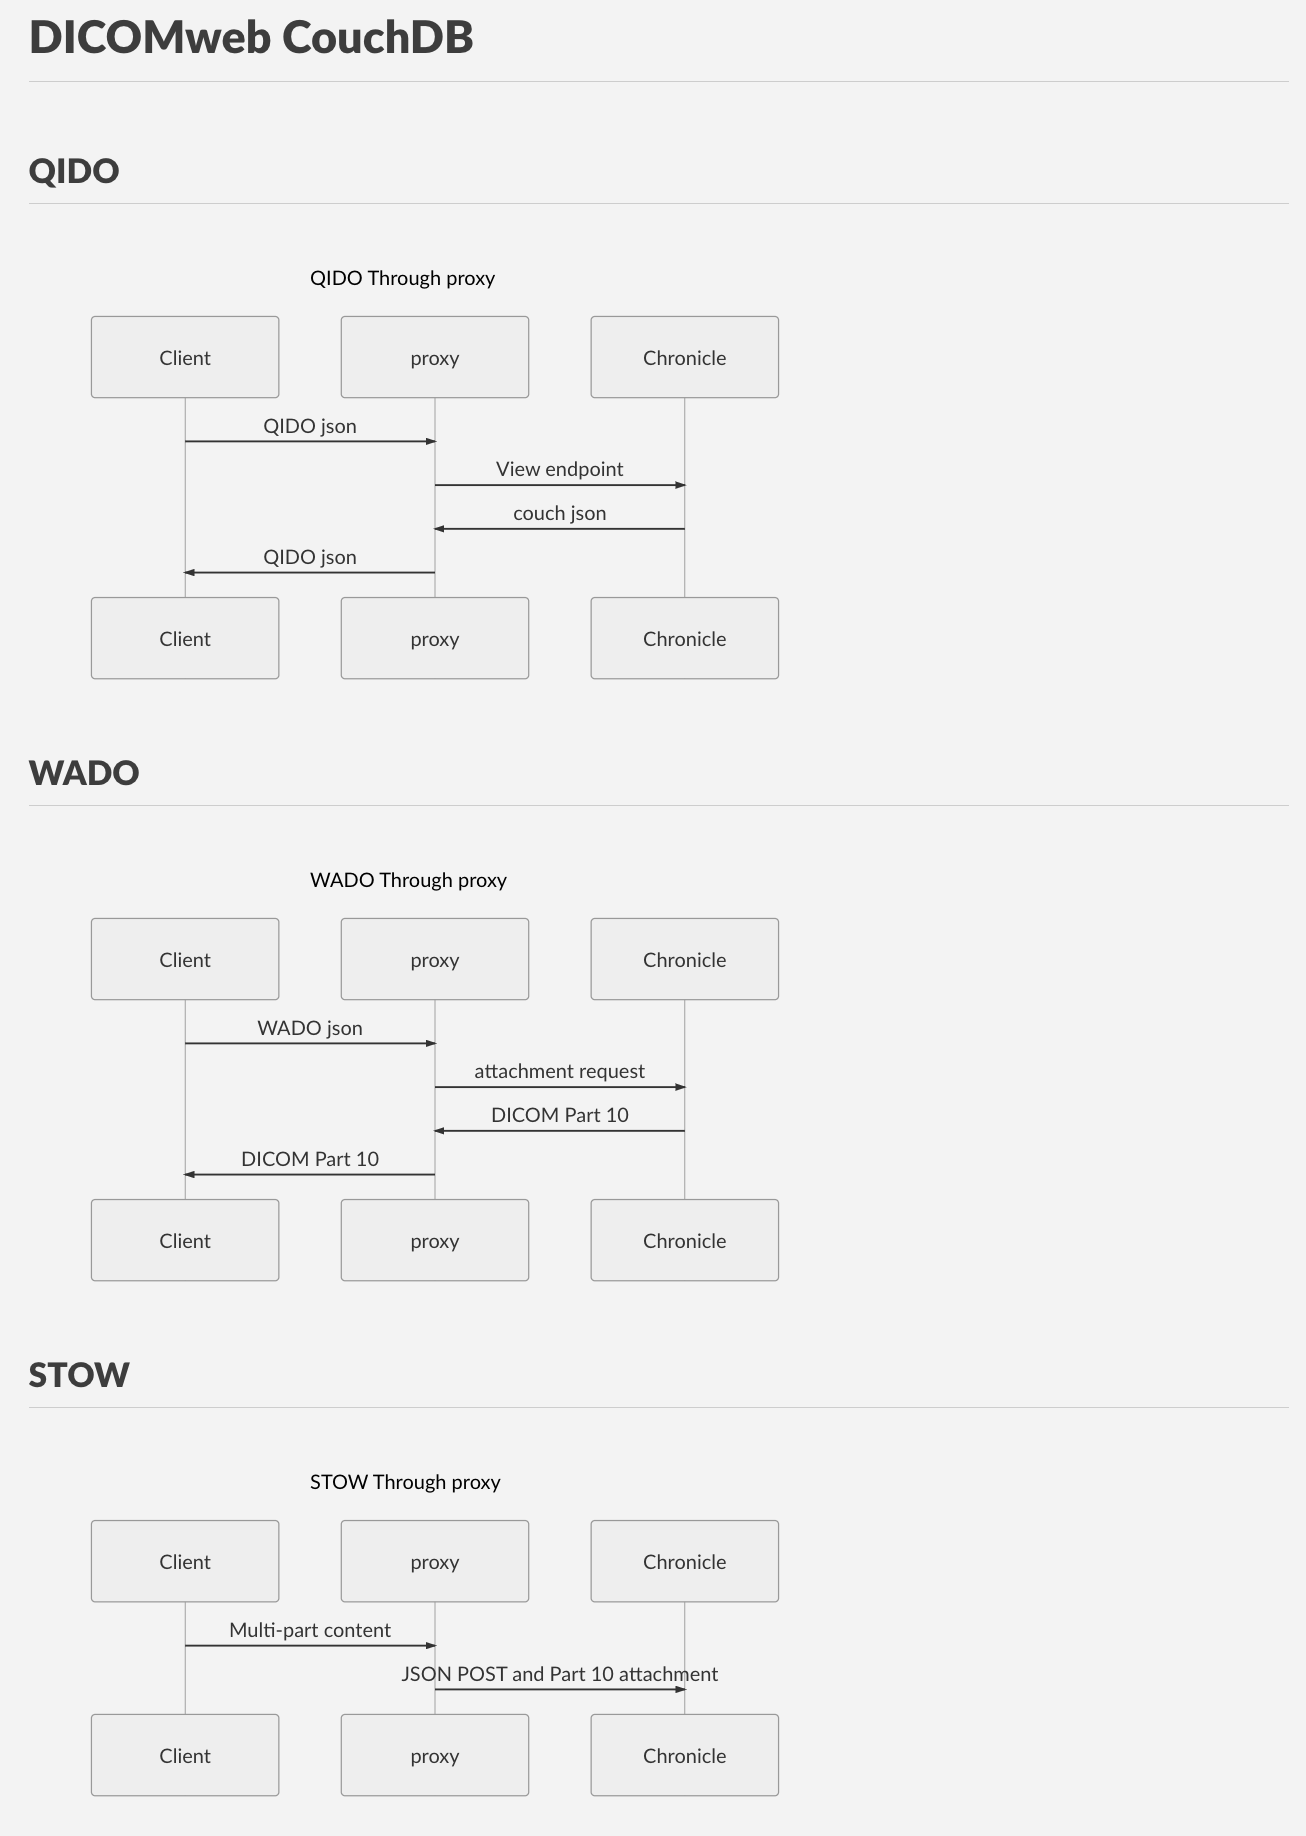 DICOMweb CouchDB
QIDO
QIDO Through proxy
Client
proxy
Chronicle
QIDO json
View endpoint
couch json
QIDO json
Client
proxy
Chronicle
WADO
WADO Through proxy
Client
proxy
Chronicle
WADO json
attachment request
DICOM Part 10
DICOM Part 10
Client
proxy
Chronicle
STOW
STOW Through proxy
Client
proxy
Chronicle
Multi-part content
JSON POST and Part 10 attachment
Client
proxy
Chronicle